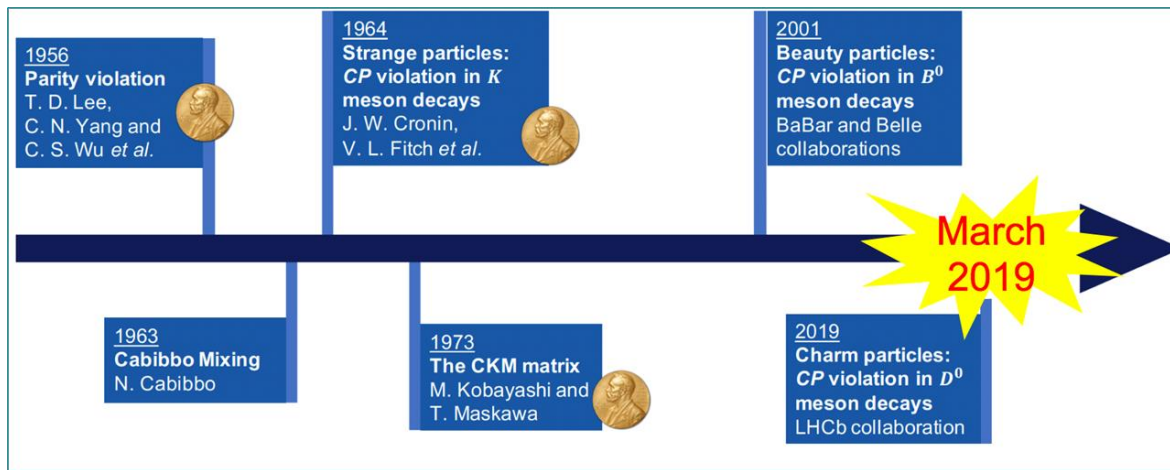 1956
Parity violation
T. D. Lee,
C. N. Yang and
C. S. Wu et al.
1964
Strange particles:
CP violation in K
meson decays
J. W. Cronin,
V. L. Fitch et al.
2001
Beauty particles:
CP violation in B⁰
meson decays
BaBar and Belle
collaborations
March
2019
1963
Cabibbo Mixing
N. Cabibbo
1973
The CKM matrix
M. Kobayashi and
T. Maskawa
2019
Charm particles:
CP violation in D⁰
meson decays
LHCb collaboration